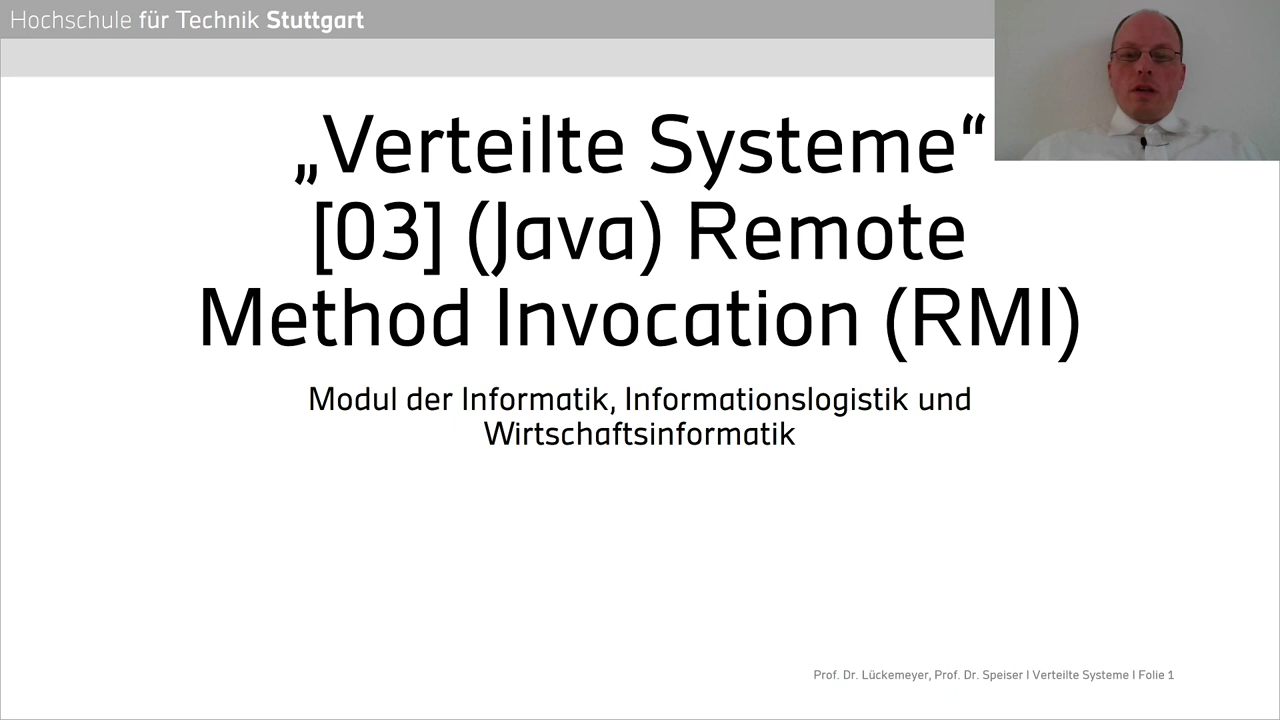 Hochschule für Technik Stuttgart
„Verteilte Systeme“
[03] (Java) Remote
Method Invocation (RMI)
Modul der Informatik, Informationslogistik und
Wirtschaftsinformatik
Prof. Dr. Lückemeyer, Prof. Dr. Speiser I Verteilte Systeme I Folie 1